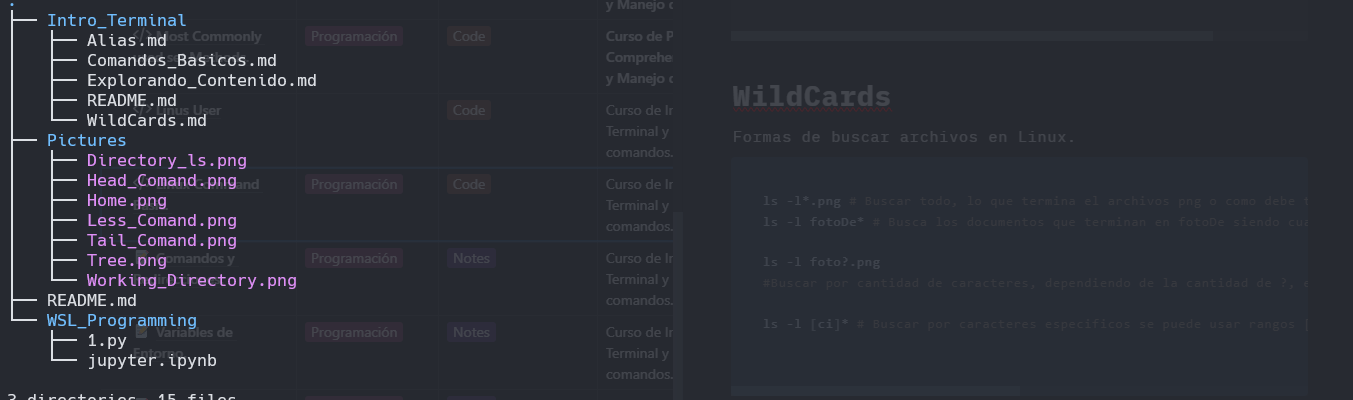 .
Intro_Terminal
Alias.md
Comandos_Basicos.md
Explorando_Contenido.md
README.md
WildCards.md
Pictures
Directory_ls.png
Head_Comand.png
Home.png
Less_Comand.png
Tail_Comand.png
Tree.png
Working_Directory.png
README.md
WSL_Programming
1.py
jupyter.ipynb
3 directories, 15 files
y Manejo d
Most Commonly
Programación
Code
Curso de P
Comprehe
y Manejo d
Linus User
Code
Curso de Ir
Terminal y
comandos.
Programación
Code
Curso de Ir
Terminal y
comandos.
Comandos y
Programación
Notes
Curso de Ir
Terminal y
comandos.
Variables de
Entorno
Programación
Notes
Curso de Ir
Terminal y
comandos.
WildCards
Formas de buscar archivos en Linux.
ls -l*.png # Buscar todo, lo que termina el archivos png o como debe t
ls -l fotoDe* # Busca los documentos que terminan en fotoDe siendo cu
ls -l foto?.png
#Buscar por cantidad de caracteres, dependiendo de la cantidad de ?, e
ls -l [ci]* # Buscar por caracteres especificos se puede usar rangos [